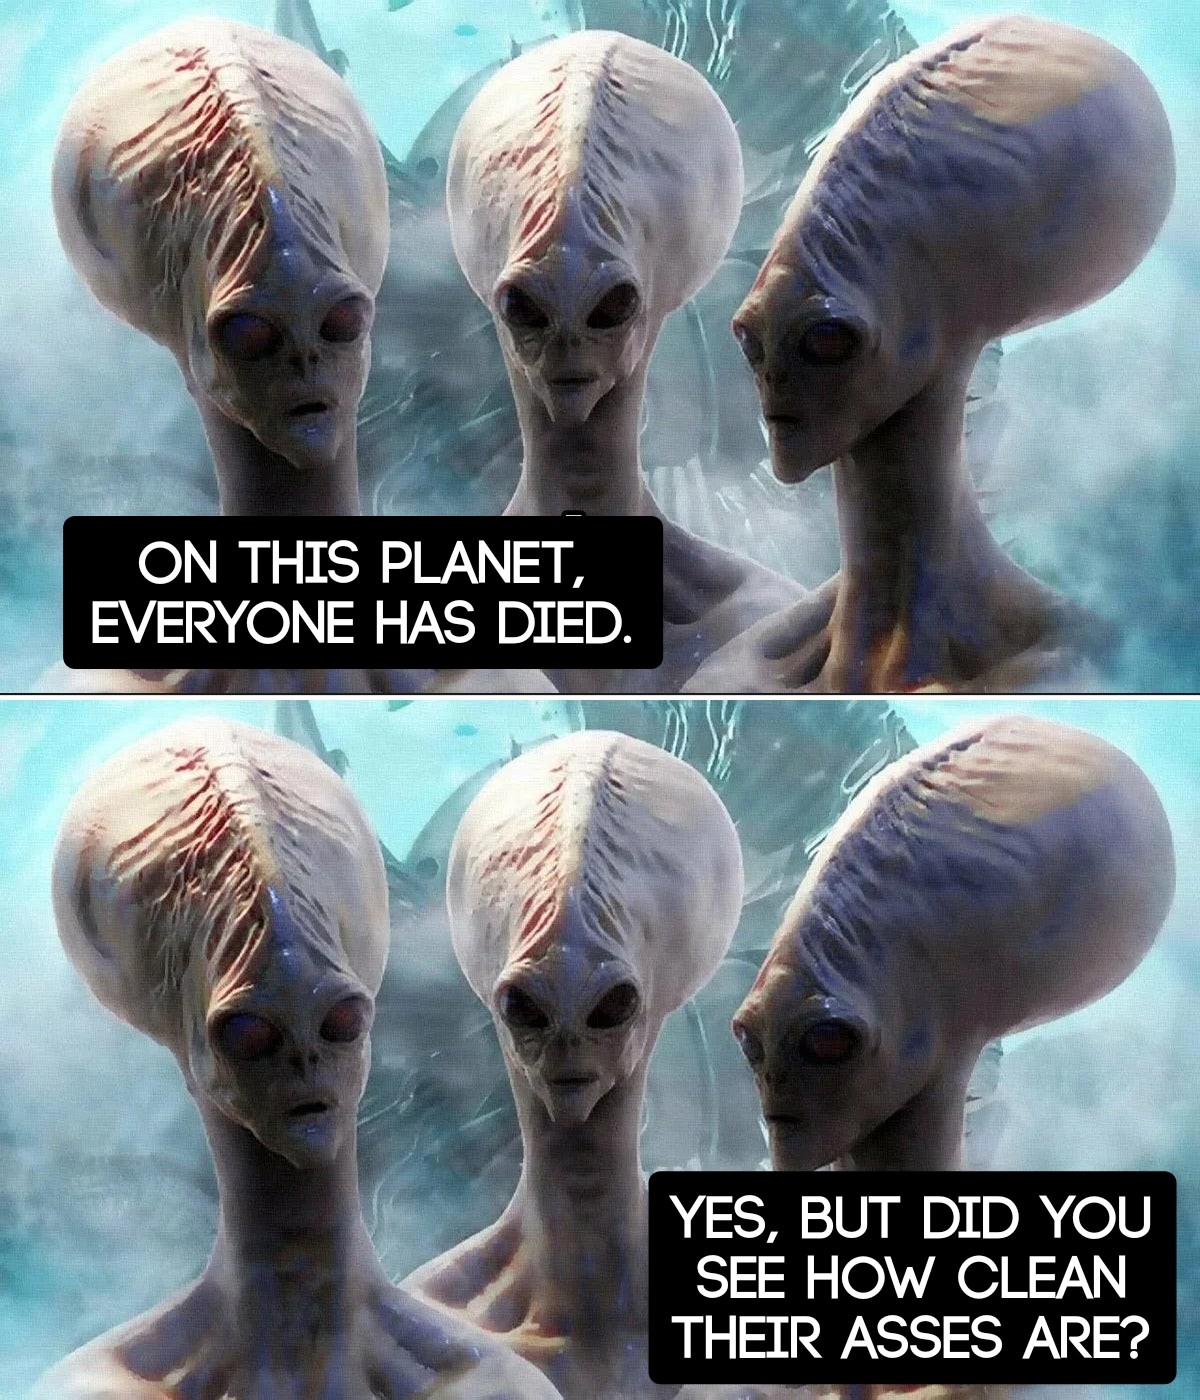 ON THIS PLANET,
EVERYONE HAS DIED.
YES, BUT DID YOU
SEE HOW CLEAN
THEIR ASSES ARE?